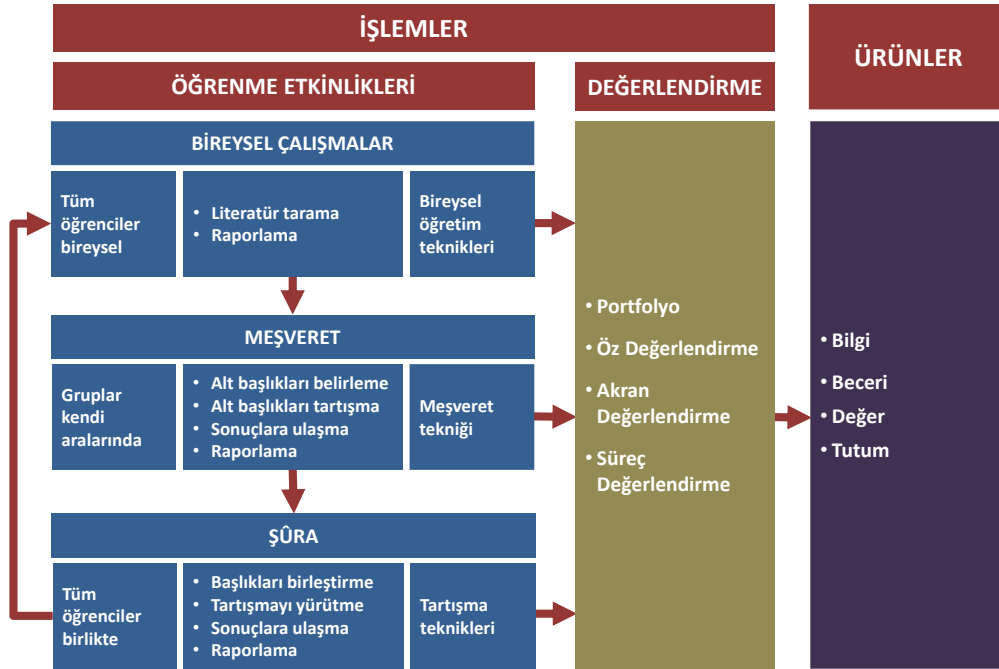 İŞLEMLER
ÜRÜNLER
ÖĞRENME ETKİNLİKLERİ
DEĞERLENDİRME
BİREYSEL ÇALIŞMALAR
Tüm
öğrenciler
bireysel
• Literatür tarama
• Raporlama
Bireysel
öğretim
teknikleri
MEŞVERET
Gruplar
kendi
aralarında
• Alt başlıkları belirleme
• Alt başlıkları tartışma
• Sonuçlara ulaşma
• Raporlama
Meşveret
tekniği
ŞÛRA
Tüm
öğrenciler
birlikte
• Başlıkları birleştirme
• Tartışmayı yürütme
• Sonuçlara ulaşma
• Raporlama
Tartışma
teknikleri
• Portfolyo
• Öz Değerlendirme
• Akran
Değerlendirme
• Süreç
Değerlendirme
• Bilgi
• Beceri
• Değer
• Tutum